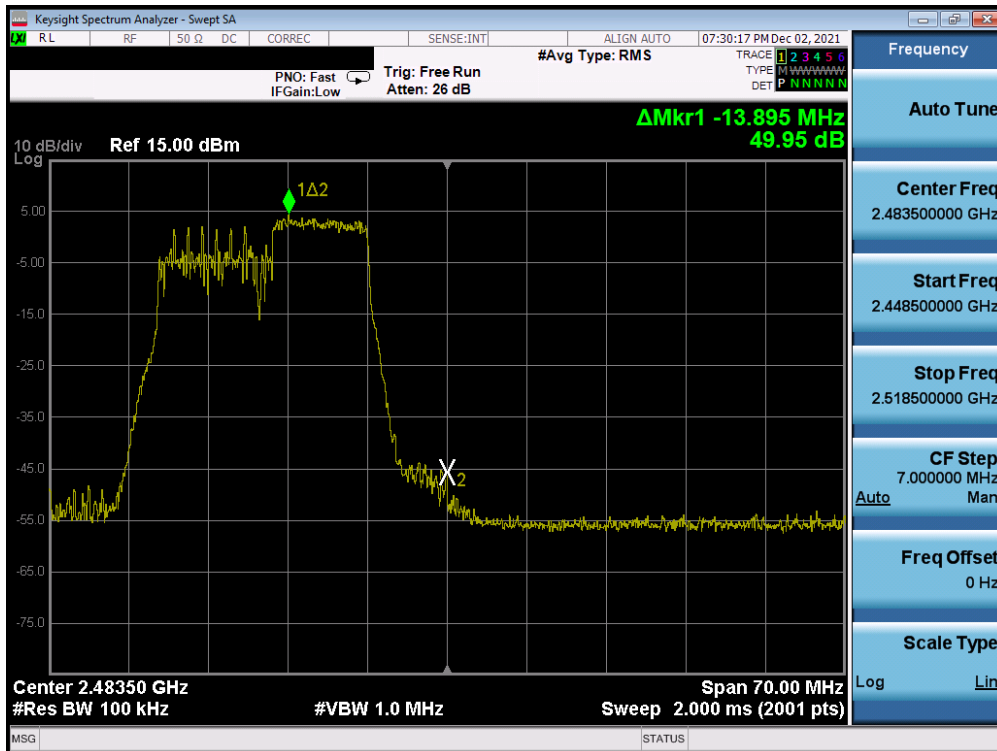 Keysight Spectrum Analyzer - Swept SA
LXI RL RF 50 Ω DC CORREC SENSE:INT ALIGN AUTO 07:30:17 PM Dec 02, 2021
PNO: Fast
IFGain:Low
Trig: Free Run
Atten: 26 dB
#Avg Type: RMS
TRACE 1 2 3 4 5 6
TYPE M WWWWW
DET P N N N N N
ΔMkr1 -13.895 MHz
49.95 dB
10 dB/div Ref 15.00 dBm
Log
1Δ2
5.00
-5.00
-15.0
-25.0
-35.0
-45.0
2
-55.0
-65.0
-75.0
Center 2.48350 GHz Span 70.00 MHz
#Res BW 100 kHz #VBW 1.0 MHz Sweep 2.000 ms (2001 pts)
MSG STATUS
Frequency
Auto Tune
Center Freq
2.483500000 GHz
Start Freq
2.448500000 GHz
Stop Freq
2.518500000 GHz
CF Step
7.000000 MHz
Auto Man
Freq Offset
0 Hz
Scale Type
Log Lin